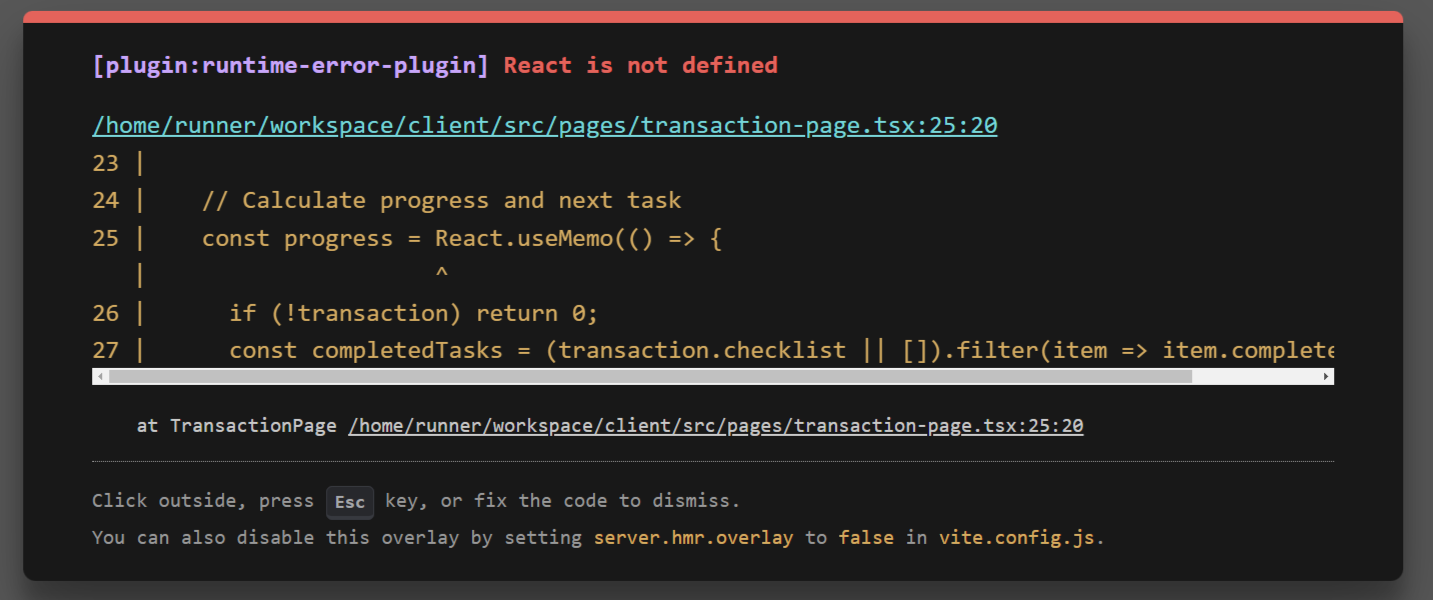 [plugin:runtime-error-plugin] React is not defined
/home/runner/workspace/client/src/pages/transaction-page.tsx:25:20
23 |
24 |    // Calculate progress and next task
25 |    const progress = React.useMemo(() => {
   |                     ^
26 |      if (!transaction) return 0;
27 |      const completedTasks = (transaction.checklist || []).filter(item => item.complete
at TransactionPage /home/runner/workspace/client/src/pages/transaction-page.tsx:25:20
Click outside, press Esc key, or fix the code to dismiss.
You can also disable this overlay by setting server.hmr.overlay to false in vite.config.js.